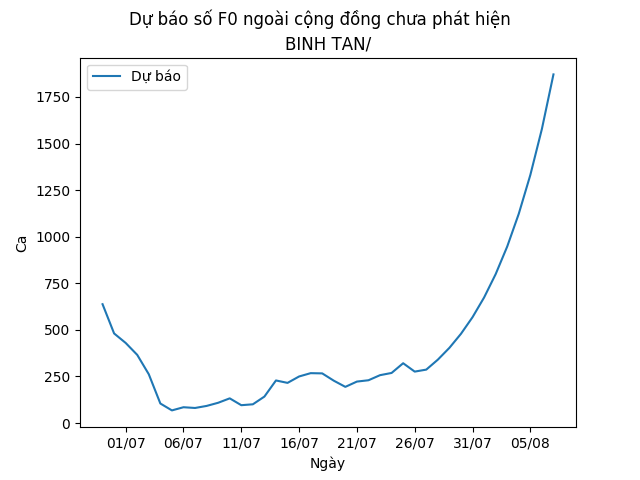 Dự báo số F0 ngoài cộng đồng chưa phát hiện
BINH TAN/
Dự báo
1750
1500
1250
1000
750
500
250
0
Ca
01/07 06/07 11/07 16/07 21/07 26/07 31/07 05/08
Ngày